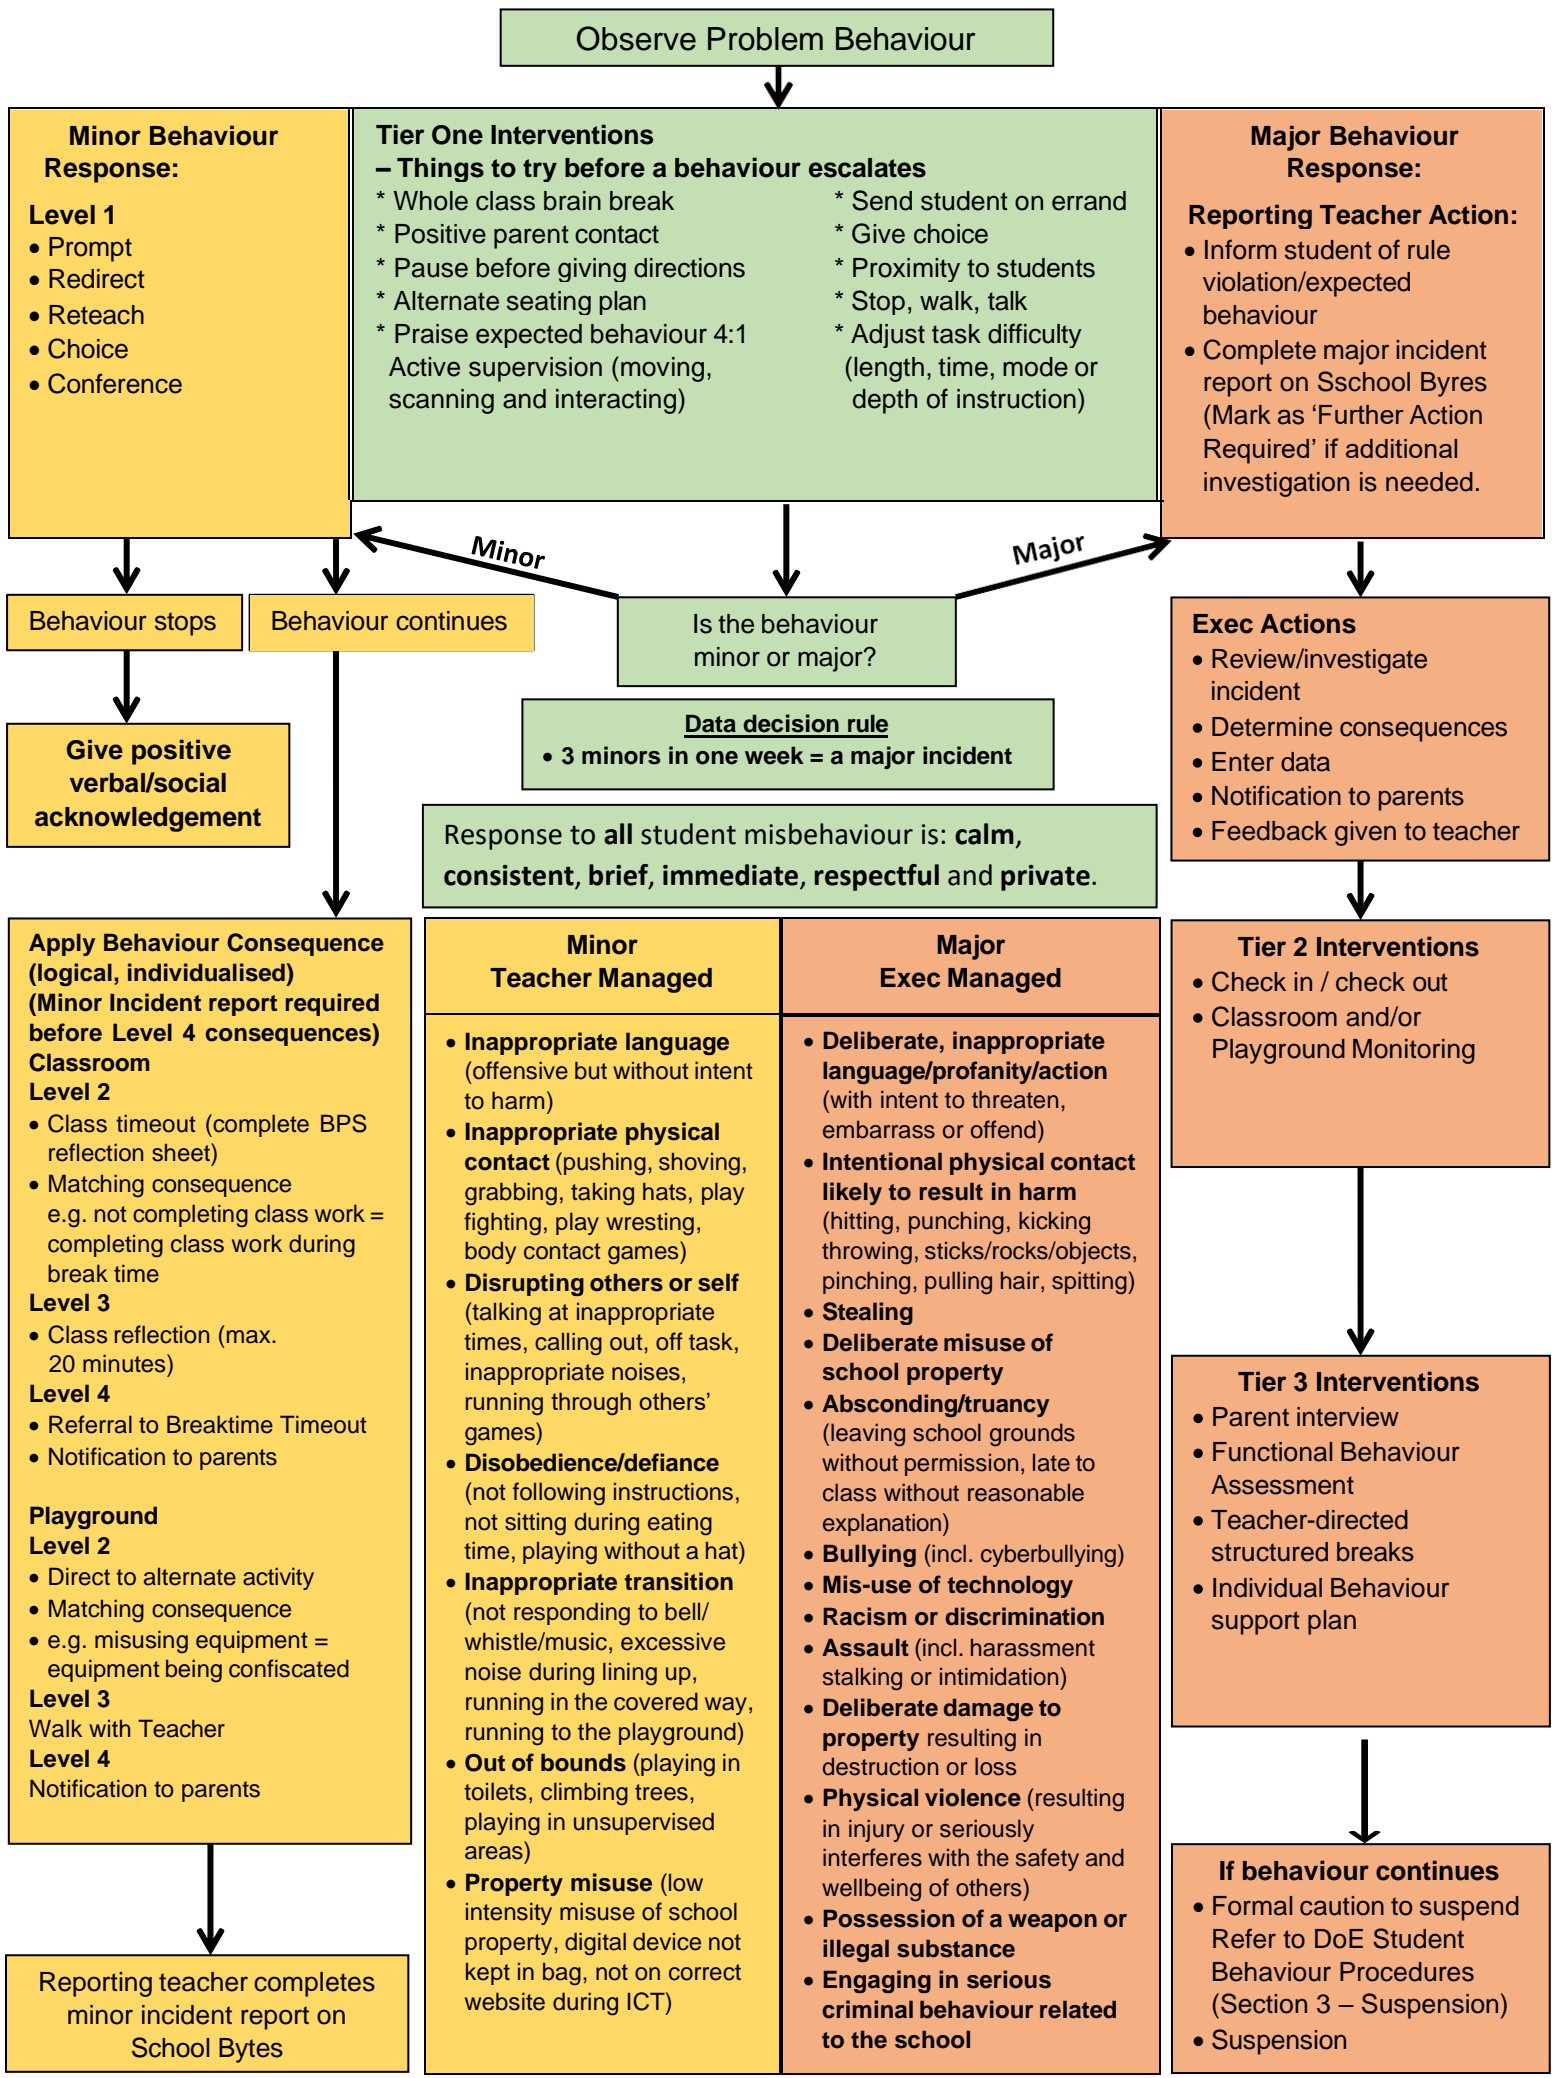 Observe Problem Behaviour
Minor Behaviour
Response:
Level 1
• Prompt
• Redirect
• Reteach
• Choice
• Conference
Tier One Interventions
– Things to try before a behaviour escalates
* Whole class brain break
* Positive parent contact
* Pause before giving directions
* Alternate seating plan
* Praise expected behaviour 4:1
Active supervision (moving,
scanning and interacting)
* Send student on errand
* Give choice
* Proximity to students
* Stop, walk, talk
* Adjust task difficulty
(length, time, mode or
depth of instruction)
Major Behaviour
Response:
Reporting Teacher Action:
• Inform student of rule
violation/expected
behaviour
• Complete major incident
report on Sschool Byres
(Mark as ‘Further Action
Required’ if additional
investigation is needed.
Minor
Major
Behaviour stops
Behaviour continues
Is the behaviour
minor or major?
Give positive
verbal/social
acknowledgement
Data decision rule
• 3 minors in one week = a major incident
Response to all student misbehaviour is: calm,
consistent, brief, immediate, respectful and private.
Exec Actions
• Review/investigate
incident
• Determine consequences
• Enter data
• Notification to parents
• Feedback given to teacher
Apply Behaviour Consequence
(logical, individualised)
(Minor Incident report required
before Level 4 consequences)
Classroom
Level 2
• Class timeout (complete BPS
reflection sheet)
• Matching consequence
e.g. not completing class work =
completing class work during
break time
Level 3
• Class reflection (max.
20 minutes)
Level 4
• Referral to Breaktime Timeout
• Notification to parents
Playground
Level 2
• Direct to alternate activity
• Matching consequence
• e.g. misusing equipment =
equipment being confiscated
Level 3
Walk with Teacher
Level 4
Notification to parents
Reporting teacher completes
minor incident report on
School Bytes
Minor
Teacher Managed
• Inappropriate language
(offensive but without intent
to harm)
• Inappropriate physical
contact (pushing, shoving,
grabbing, taking hats, play
fighting, play wresting,
body contact games)
• Disrupting others or self
(talking at inappropriate
times, calling out, off task,
inappropriate noises,
running through others’
games)
• Disobedience/defiance
(not following instructions,
not sitting during eating
time, playing without a hat)
• Inappropriate transition
(not responding to bell/
whistle/music, excessive
noise during lining up,
running in the covered way,
running to the playground)
• Out of bounds (playing in
toilets, climbing trees,
playing in unsupervised
areas)
• Property misuse (low
intensity misuse of school
property, digital device not
kept in bag, not on correct
website during ICT)
Major
Exec Managed
• Deliberate, inappropriate
language/profanity/action
(with intent to threaten,
embarrass or offend)
• Intentional physical contact
likely to result in harm
(hitting, punching, kicking
throwing, sticks/rocks/objects,
pinching, pulling hair, spitting)
• Stealing
• Deliberate misuse of
school property
• Absconding/truancy
(leaving school grounds
without permission, late to
class without reasonable
explanation)
• Bullying (incl. cyberbullying)
• Mis-use of technology
• Racism or discrimination
• Assault (incl. harassment
stalking or intimidation)
• Deliberate damage to
property resulting in
destruction or loss
• Physical violence (resulting
in injury or seriously
interferes with the safety and
wellbeing of others)
• Possession of a weapon or
illegal substance
• Engaging in serious
criminal behaviour related
to the school
Tier 2 Interventions
• Check in / check out
• Classroom and/or
Playground Monitoring
Tier 3 Interventions
• Parent interview
• Functional Behaviour
Assessment
• Teacher-directed
structured breaks
• Individual Behaviour
support plan
If behaviour continues
• Formal caution to suspend
Refer to DoE Student
Behaviour Procedures
(Section 3 – Suspension)
• Suspension